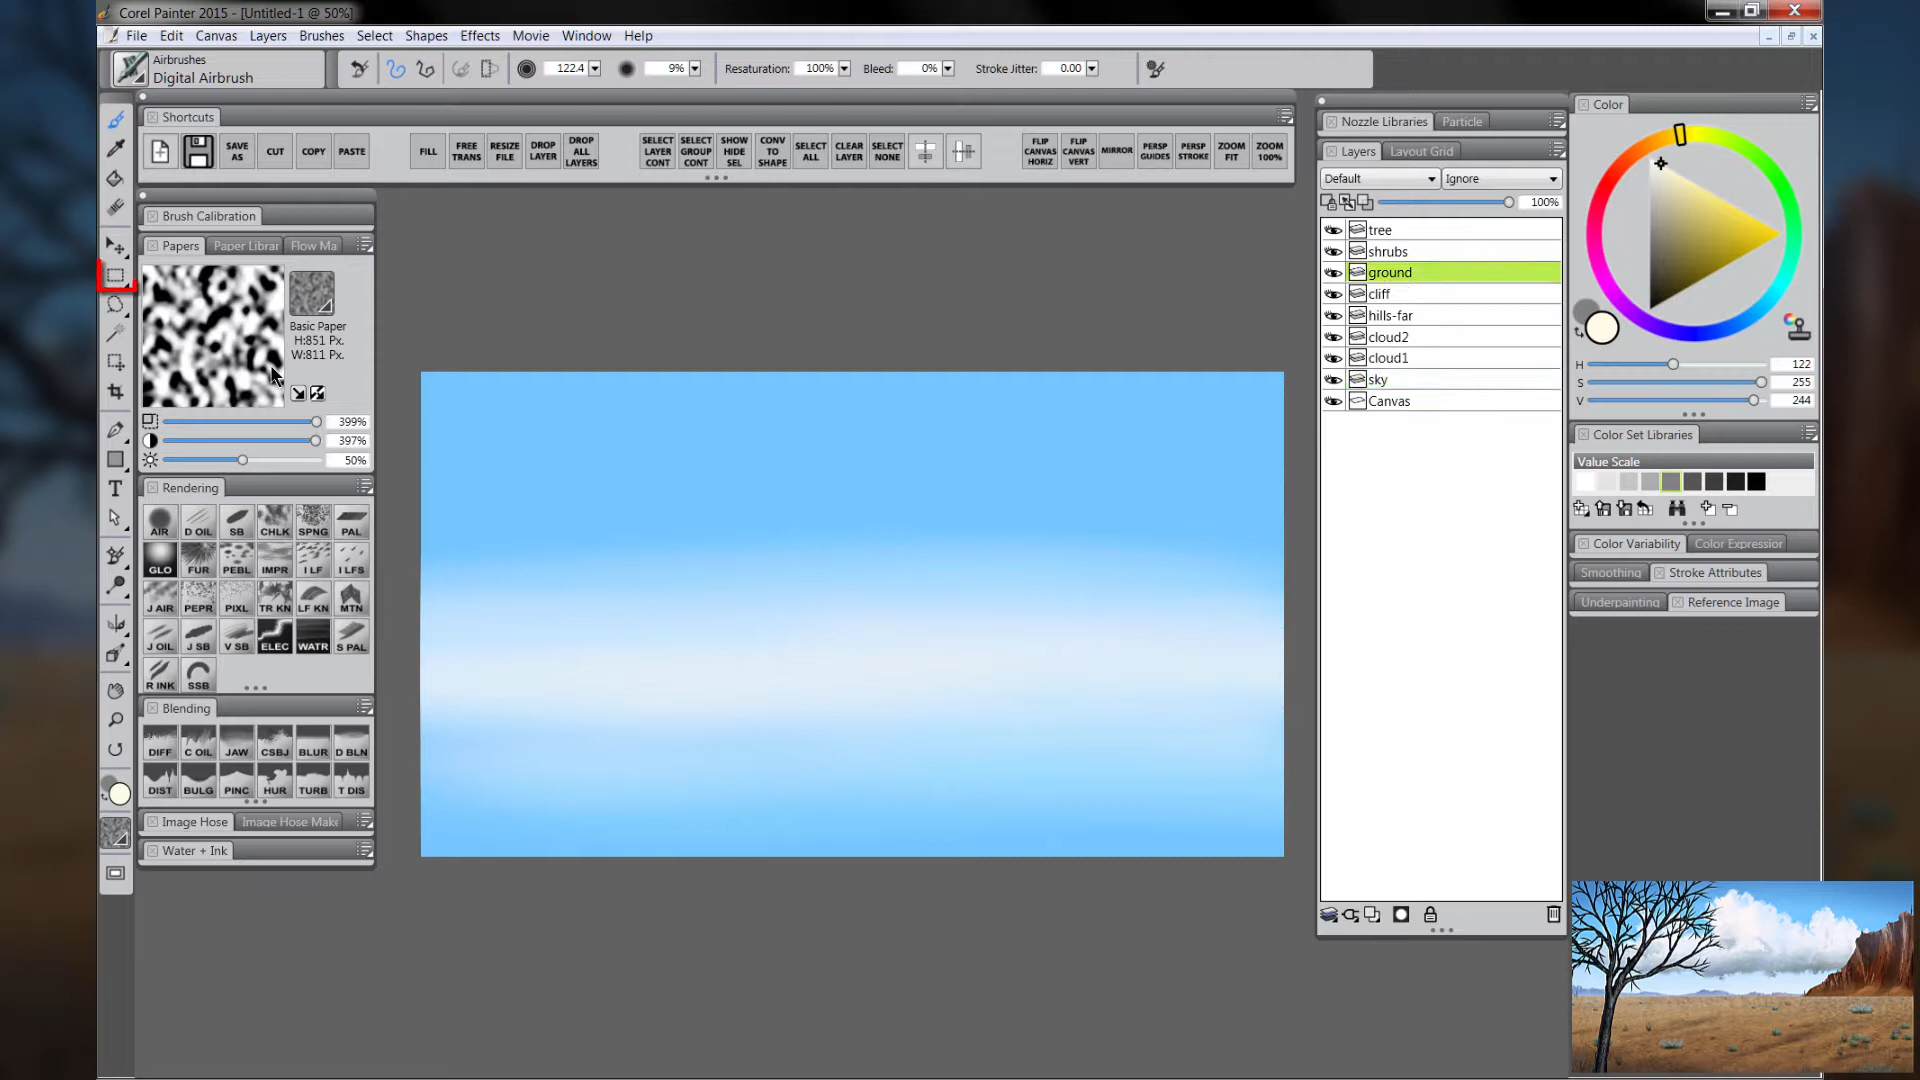 Corel Painter 2015 - [Untitled-1 @ 50%]
File Edit Canvas Layers Brushes Select Shapes Effects Movie Window Help
Airbrushes
Digital Airbrush
122.4 9% Resaturation: 100% Bleed: 0% Stroke Jitter: 0.00
Shortcuts
SAVE AS CUT COPY PASTE FILL FREE TRANS RESIZE FILE DROP LAYER DROP ALL LAYERS SELECT LAYER CONT SELECT GROUP CONT SHOW HIDE SEL CONV TO SHAPE SELECT ALL CLEAR LAYER SELECT NONE FLIP CANVAS HORIZ FLIP CANVAS VERT MIRROR PERSP GUIDES PERSP STROKE ZOOM FIT ZOOM 100%
Brush Calibration
Papers Paper Librar Flow Ma
Basic Paper
H:851 Px.
W:811 Px.
399%
397%
50%
Rendering
AIR D OIL SB CHLK SPNG PAL
GLO FUR PEBL IMPR I LF I LFS
J AIR PEPR PIXL TR KN LF KN MTN
J OIL J SB V SB ELEC WATR S PAL
R INK SSB
Blending
DIFF C OIL JAW CSBJ BLUR D BLN
DIST BULG PINC HUR TURB T DIS
Image Hose Image Hose Make
Water + Ink
T
Nozzle Libraries Particle
Layers Layout Grid
Default Ignore
100%
tree
shrubs
ground
cliff
hills-far
cloud2
cloud1
sky
Canvas
Color
H 122
S 255
V 244
Color Set Libraries
Value Scale
Color Variability Color Expression
Smoothing Stroke Attributes
Underpainting Reference Image